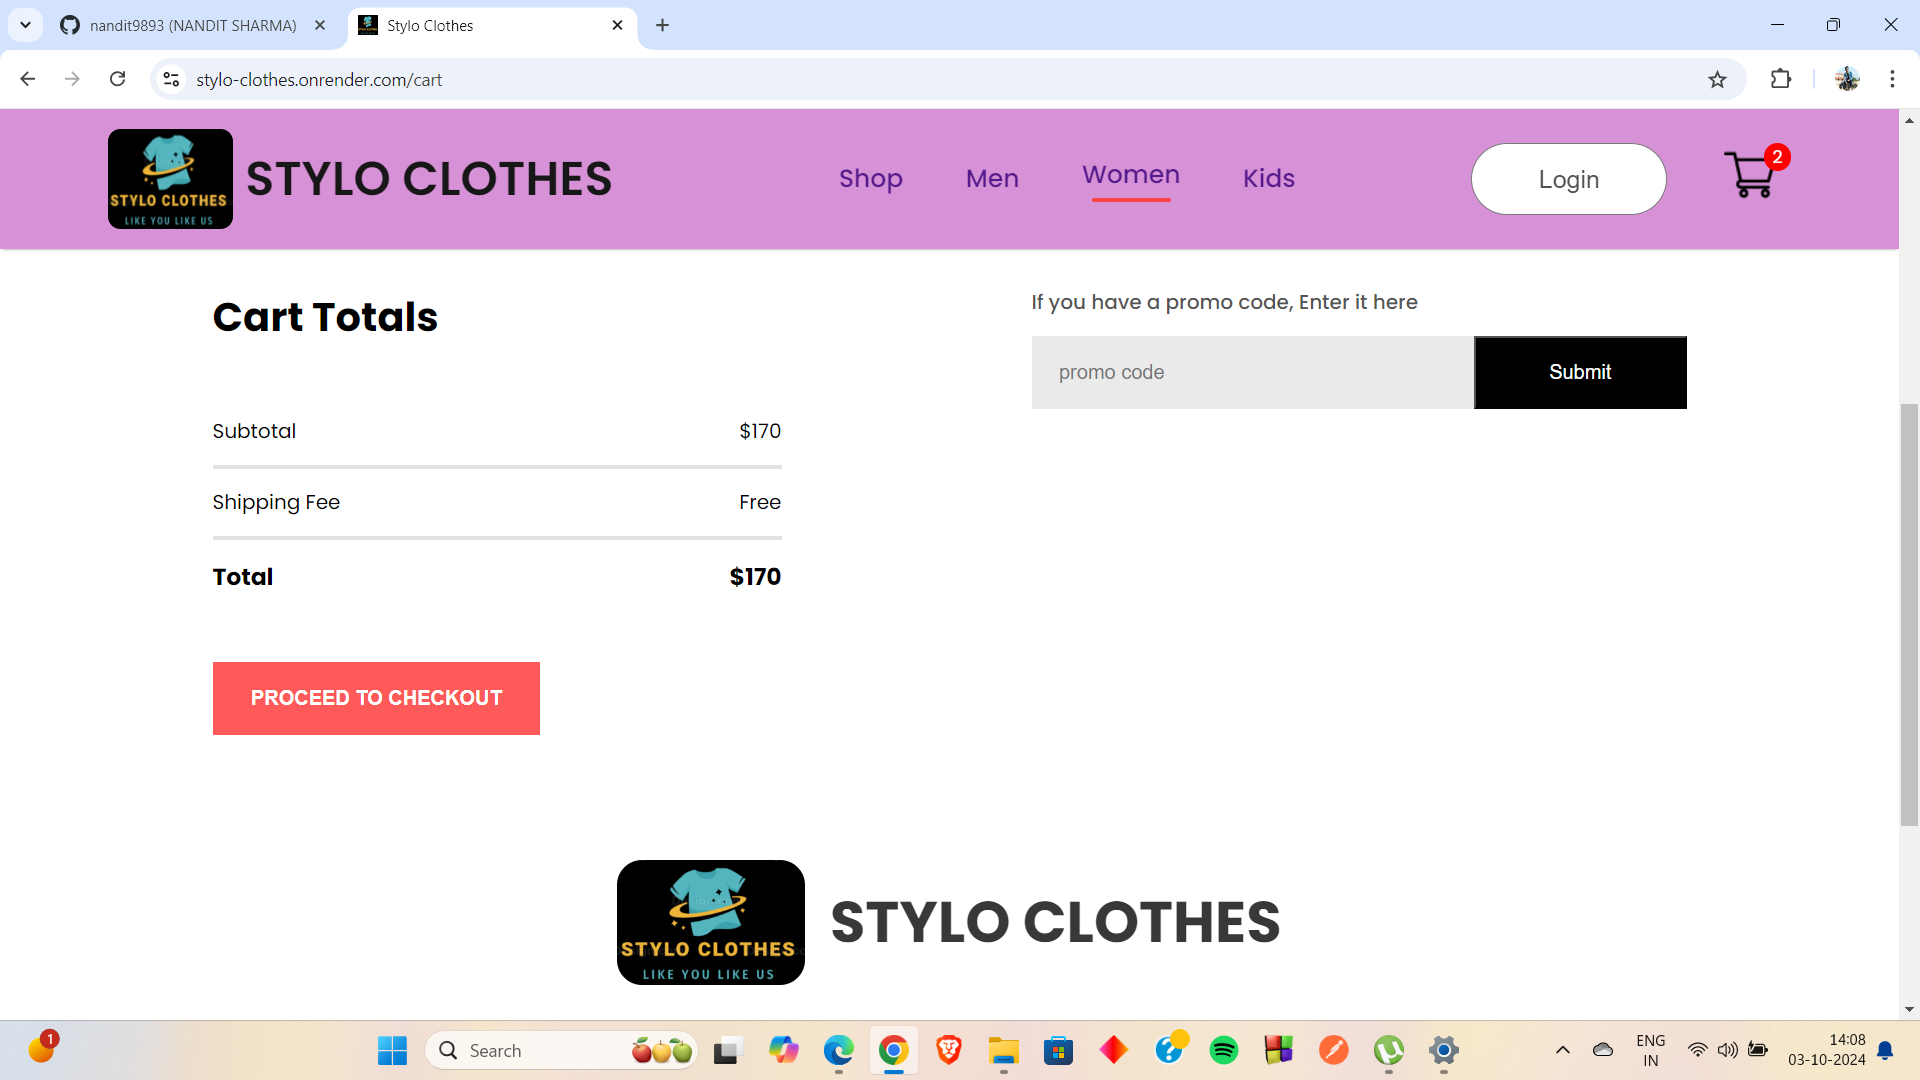 nandit9893 (NANDIT SHARMA)
Stylo Clothes
stylo-clothes.onrender.com/cart
STYLO CLOTHES
LIKE YOU LIKE US
STYLO CLOTHES
Shop
Men
Women
Kids
Login
2
Cart Totals
If you have a promo code, Enter it here
promo code
Submit
Subtotal
$170
Shipping Fee
Free
Total
$170
PROCEED TO CHECKOUT
STYLO CLOTHES
LIKE YOU LIKE US
STYLO CLOTHES
1
Search
ENG
IN
14:08
03-10-2024